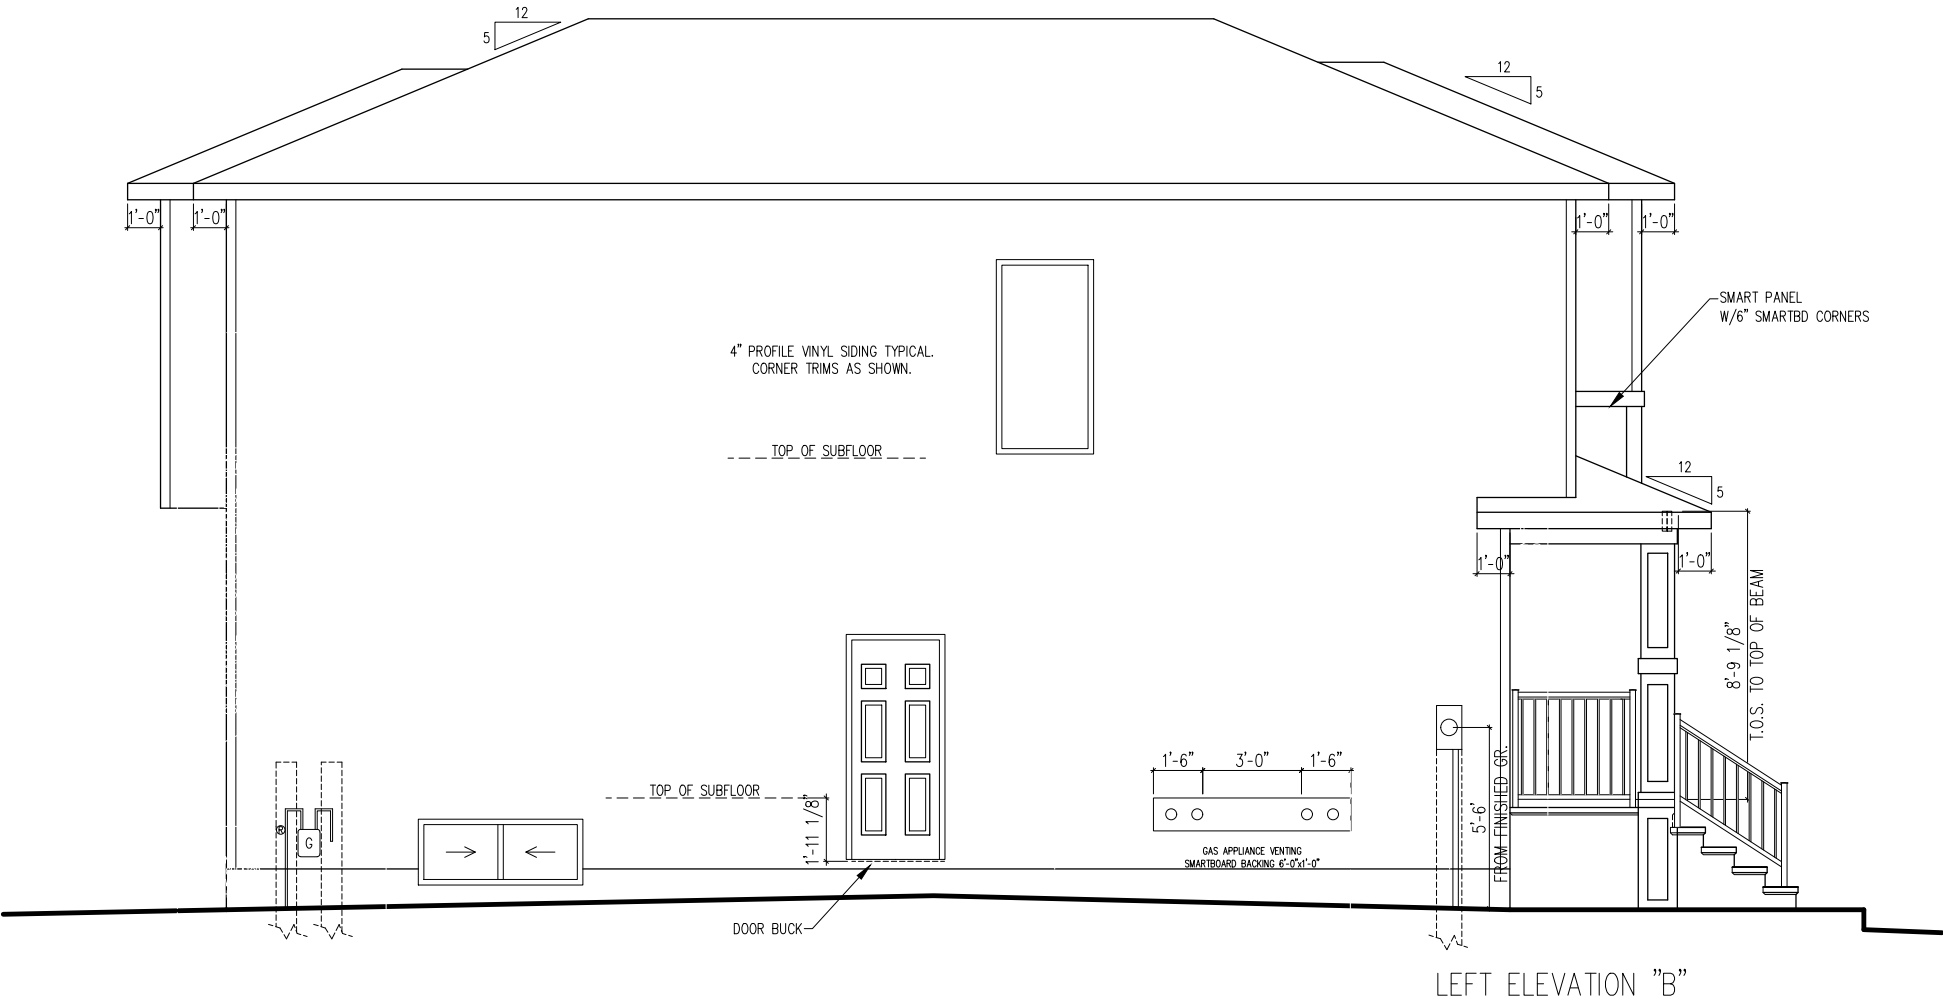 12
5
12
5
1'-0"
1'-0"
1'-0"
1'-0"
SMART PANEL
W/6" SMARTBD CORNERS
4" PROFILE VINYL SIDING TYPICAL.
CORNER TRIMS AS SHOWN.
TOP OF SUBFLOOR
12
5
1'-0"
1'-0"
8'-9 1/8"
T.O.S. TO TOP OF BEAM
TOP OF SUBFLOOR
1'-11 1/8"
1'-6"
3'-0"
1'-6"
5'-6'
FROM FINISHED GR.
G
R
GAS APPLIANCE VENTING
SMARTBOARD BACKING 6'-0"x1'-0"
DOOR BUCK
LEFT ELEVATION "B"